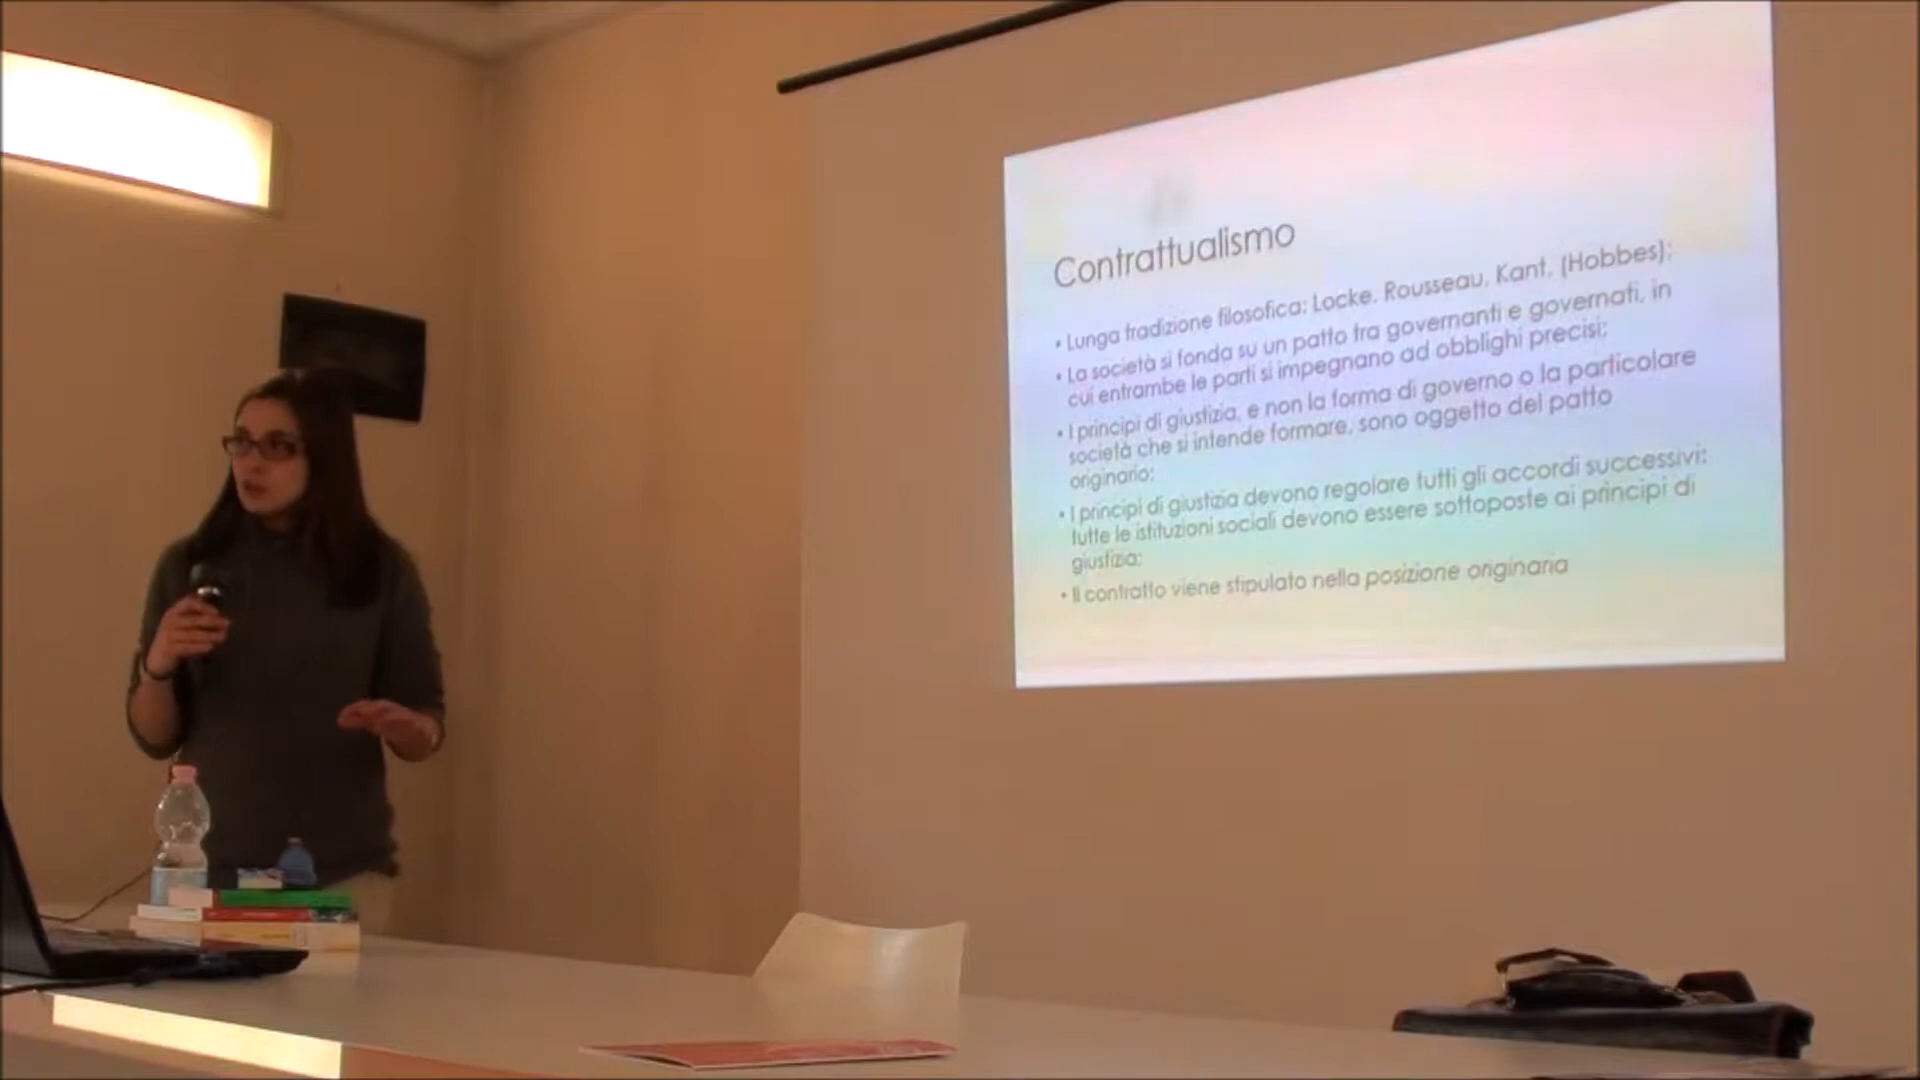 Contrattualismo
• Lunga tradizione filosofica: Locke, Rousseau, Kant, (Hobbes);
• La società si fonda su un patto tra governanti e governati, in
cui entrambe le parti si impegnano ad obblighi precisi;
• I principi di giustizia, e non la forma di governo o la particolare
società che si intende formare, sono oggetto del patto
originario;
• I principi di giustizia devono regolare tutti gli accordi successivi;
tutte le istituzioni sociali devono essere sottoposte ai principi di
giustizia;
• Il contratto viene stipulato nella posizione originaria